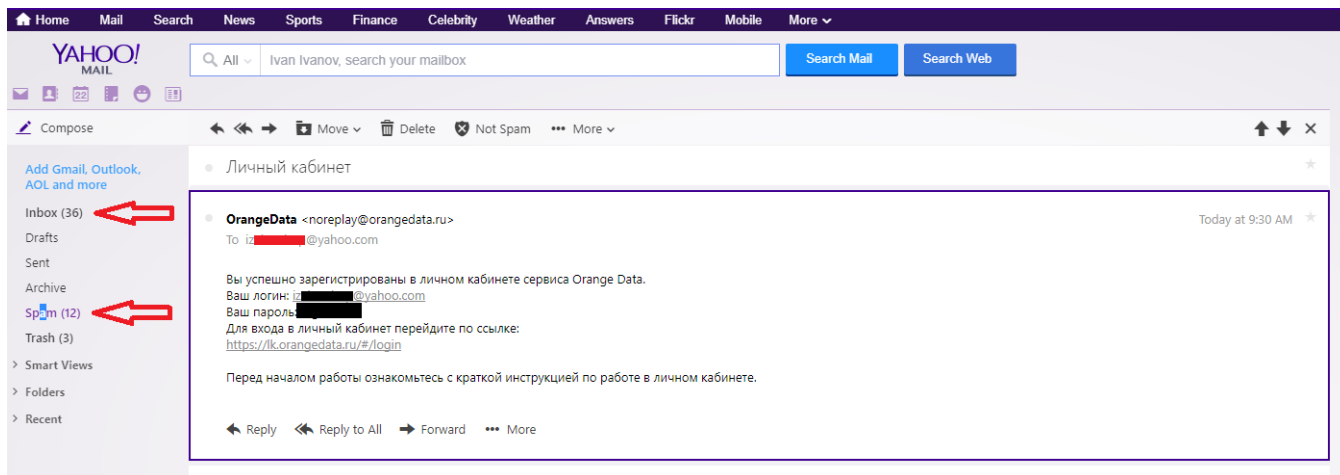 Home Mail Search News Sports Finance Celebrity Weather Answers Flickr Mobile More
YAHOO!
MAIL
All Ivan Ivanov, search your mailbox Search Mail Search Web
22
Compose Move Delete Not Spam More
Add Gmail, Outlook,
AOL and more
Личный кабинет
Inbox (36)
Drafts
Sent
Archive
Spam (12)
Trash (3)
Smart Views
Folders
Recent
OrangeData <noreplay@orangedata.ru> Today at 9:30 AM
To iz @yahoo.com
Вы успешно зарегистрированы в личном кабинете сервиса Orange Data.
Ваш логин: iz @yahoo.com
Ваш пароль:
Для входа в личный кабинет перейдите по ссылке:
https://lk.orangedata.ru/#/login
Перед началом работы ознакомьтесь с краткой инструкцией по работе в личном кабинете.
Reply Reply to All Forward More